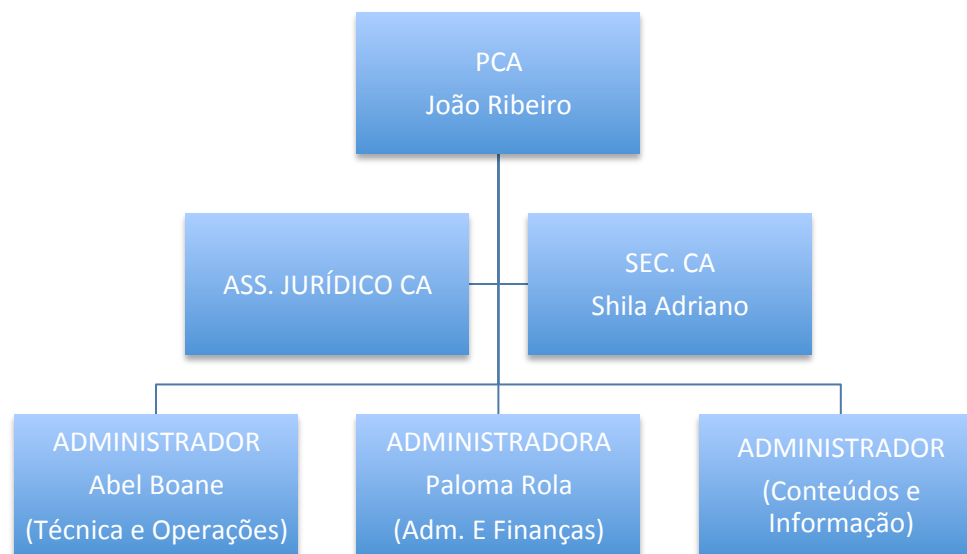 PCA
João Ribeiro
ASS. JURÍDICO CA
SEC. CA
Shila Adriano
ADMINISTRADOR
Abel Boane
(Técnica e Operações)
ADMINISTRADORA
Paloma Rola
(Adm. E Finanças)
ADMINISTRADOR
(Conteúdos e
Informação)